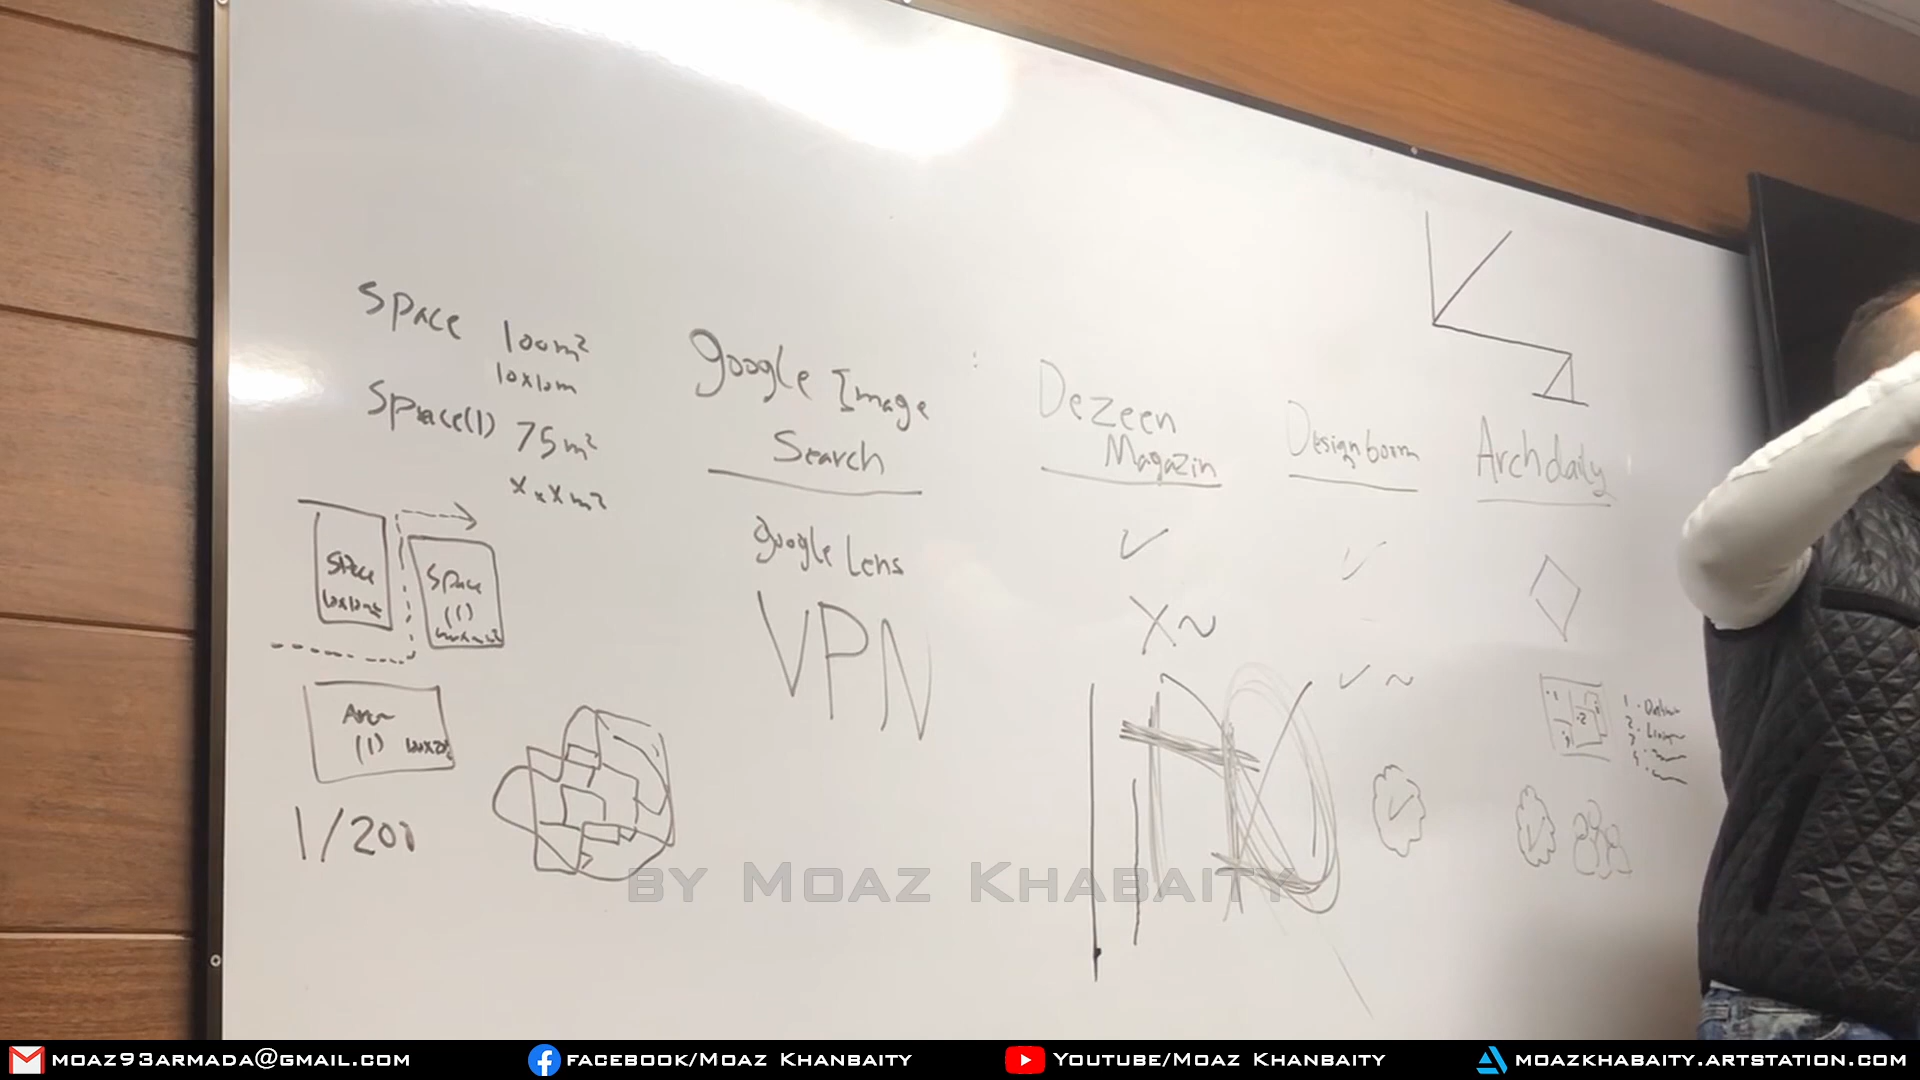 Space
100m²
10x10m
Space(1) 75m²
x x x m²
google Image
Search
google Lens
VPN
:
Dezeen
Magazin
Designboom
Archdaily
✓
X~
✓
✓ ~
Space
10x10m
Space
(1)
(1)
1/200
1.
2.
by Moaz Khabaity
moaz93armada@gmail.com
facebook/Moaz Khanbaity
Youtube/Moaz Khanbaity
moazkhabaity.artstation.com